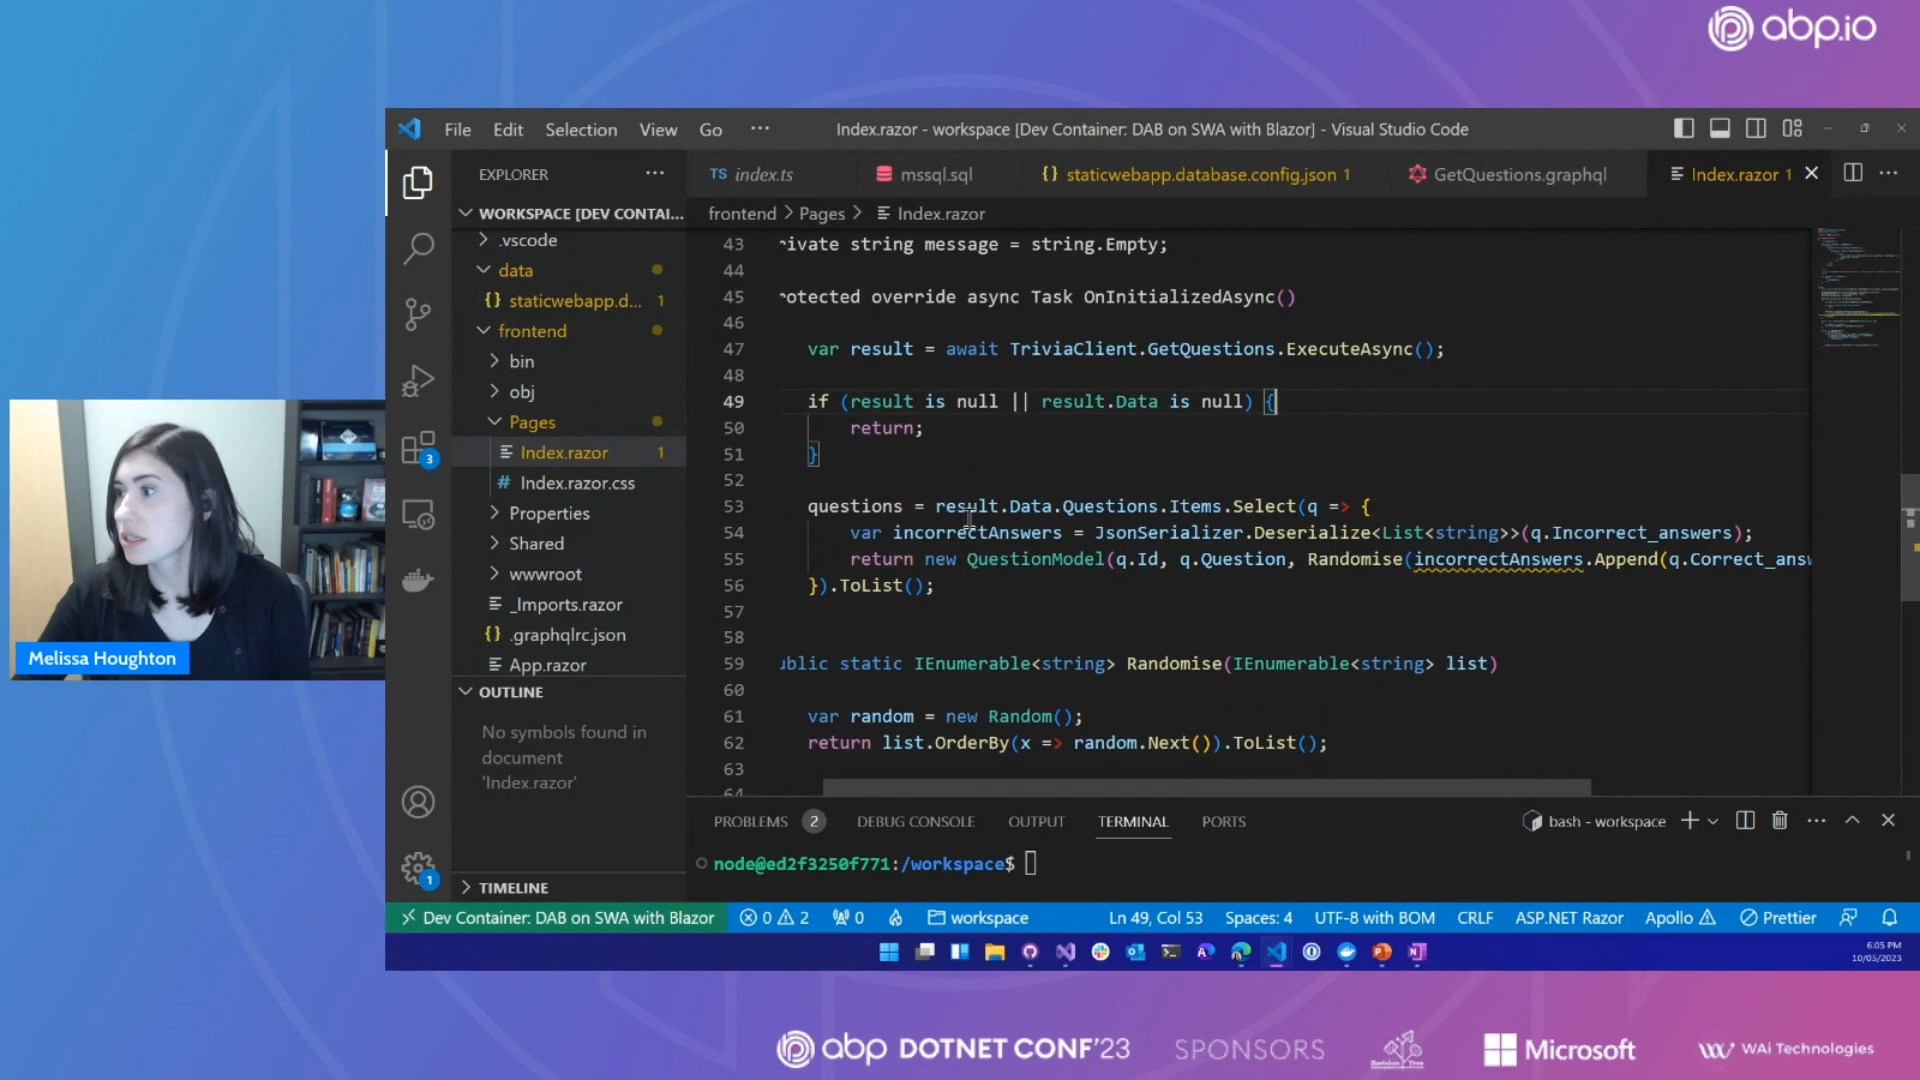 abp.io
File Edit Selection View Go ···
Index.razor - workspace [Dev Container: DAB on SWA with Blazor] - Visual Studio Code
EXPLORER ···
TS index.ts
mssql.sql
{} staticwebapp.database.config.json 1
GetQuestions.graphql
Index.razor 1
WORKSPACE [DEV CONTAI...
frontend > Pages > Index.razor
.vscode
data
{} staticwebapp.d... 1
frontend
bin
obj
Pages
Index.razor 1
# Index.razor.css
Properties
Shared
wwwroot
_Imports.razor
{} .graphqlrc.json
App.razor
OUTLINE
No symbols found in
document
'Index.razor'
TIMELINE
43 rivate string message = string.Empty;
44
45 rotected override async Task OnInitializedAsync()
46
47 var result = await TriviaClient.GetQuestions.ExecuteAsync();
48
49 if (result is null || result.Data is null) {
50 return;
51 }
52
53 questions = result.Data.Questions.Items.Select(q => {
54 var incorrectAnswers = JsonSerializer.Deserialize<List<string>>(q.Incorrect_answers);
55 return new QuestionModel(q.Id, q.Question, Randomise(incorrectAnswers.Append(q.Correct_answ
56 }).ToList();
57
58
59 ublic static IEnumerable<string> Randomise(IEnumerable<string> list)
60
61 var random = new Random();
62 return list.OrderBy(x => random.Next()).ToList();
63
64
PROBLEMS 2 DEBUG CONSOLE OUTPUT TERMINAL PORTS
bash - workspace
node@ed2f3250f771:/workspace$
3
1
Dev Container: DAB on SWA with Blazor 0 2 0 workspace Ln 49, Col 53 Spaces: 4 UTF-8 with BOM CRLF ASP.NET Razor Apollo Prettier
6:05 PM
10/05/2023
Melissa Houghton
abp DOTNET CONF'23
SPONSORS
Microsoft
WAi Technologies